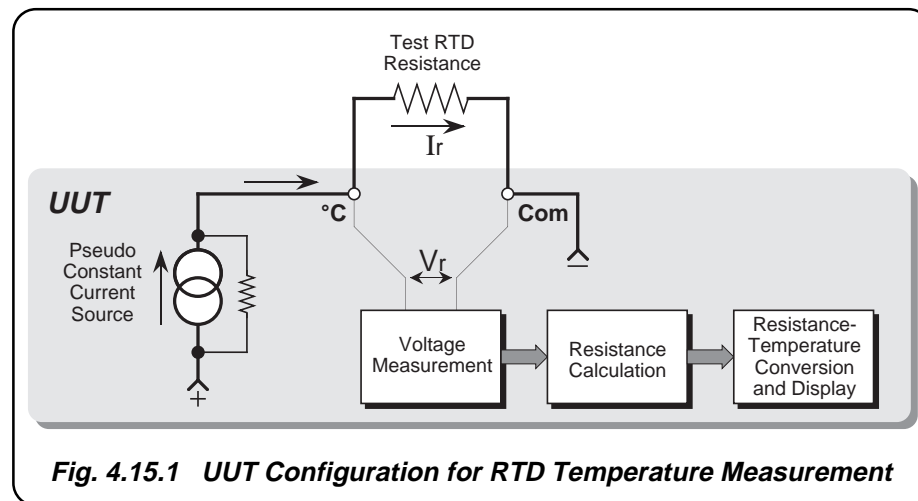 Test RTD
Resistance
Ir
UUT
°C
Com
Pseudo
Constant
Current
Source
Vr
Voltage
Measurement
Resistance
Calculation
Resistance-
Temperature
Conversion
and Display
+
Fig. 4.15.1 UUT Configuration for RTD Temperature Measurement